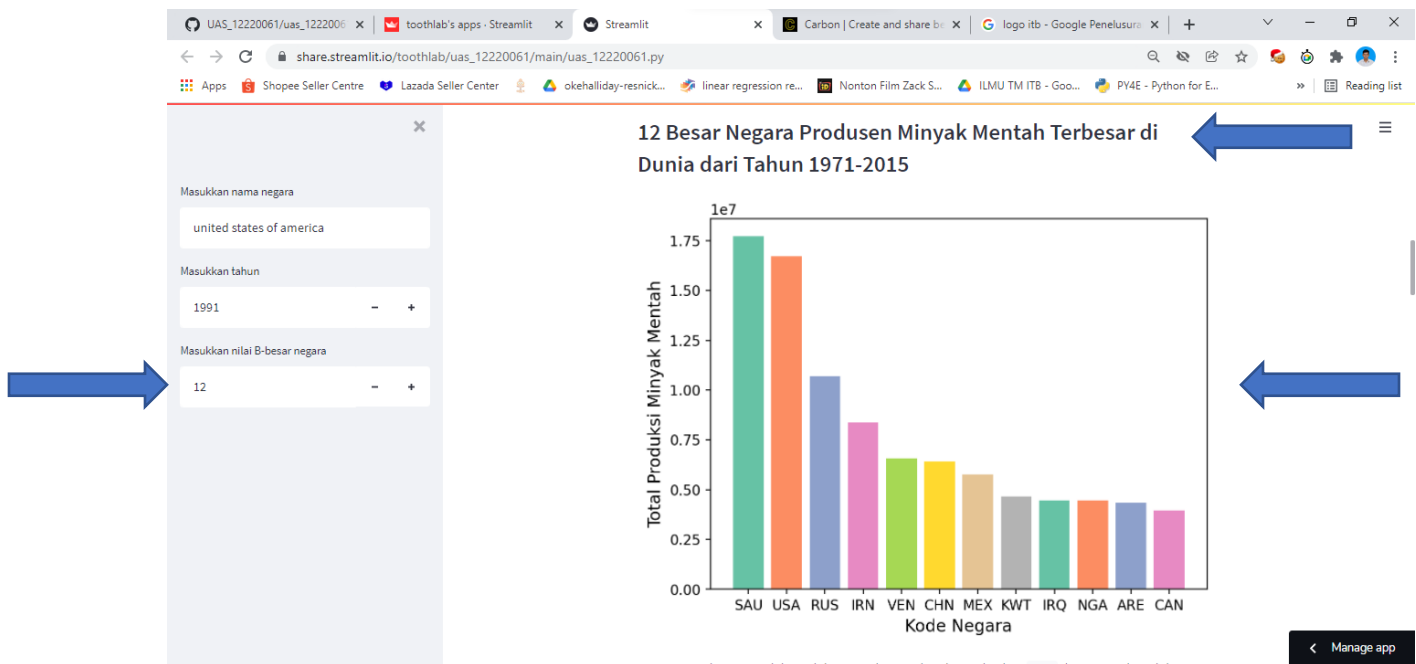 UAS_12220061/uas_1222006
toothlab's apps · Streamlit
Streamlit
Carbon | Create and share be
logo itb - Google Penelusura
share.streamlit.io/toothlab/uas_12220061/main/uas_12220061.py
Apps
Shopee Seller Centre
Lazada Seller Center
okehalliday-resnick...
linear regression re...
Nonton Film Zack S...
ILMU TM ITB - Goo...
PY4E - Python for E...
»
Reading list
Masukkan nama negara
united states of america
Masukkan tahun
1991
- +
Masukkan nilai B-besar negara
12
- +
12 Besar Negara Produsen Minyak Mentah Terbesar di
Dunia dari Tahun 1971-2015
1e7
1.75
1.50
1.25
1.00
0.75
0.50
0.25
0.00
Total Produksi Minyak Mentah
SAU USA RUS IRN VEN CHN MEX KWT IRQ NGA ARE CAN
Kode Negara
Manage app